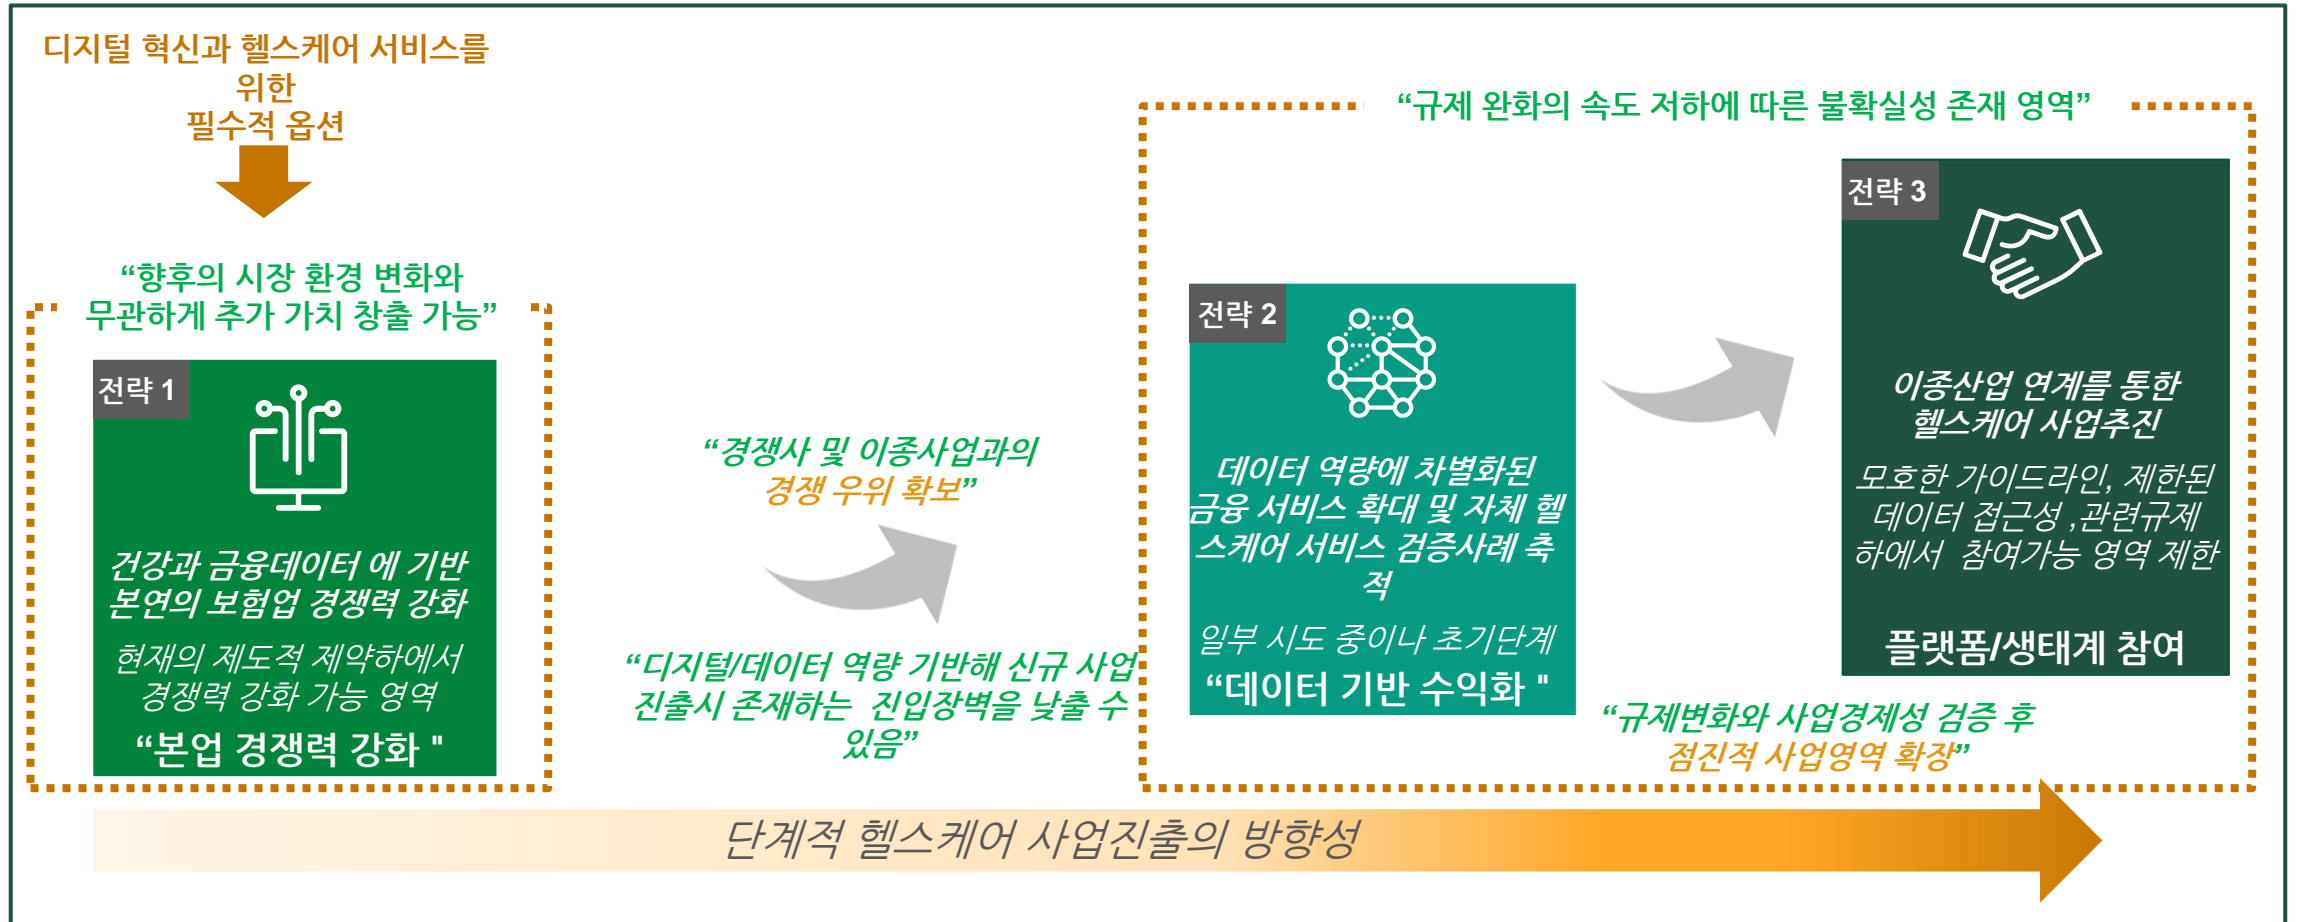 디지털 혁신과 헬스케어 서비스를
위한
필수적 옵션
“향후의 시장 환경 변화와
무관하게 추가 가치 창출 가능”
전략 1
건강과 금융데이터 에 기반
본연의 보험업 경쟁력 강화
현재의 제도적 제약하에서
경쟁력 강화 가능 영역
“본업 경쟁력 강화 "
“경쟁사 및 이종사업과의
경쟁 우위 확보”
“디지털/데이터 역량 기반해 신규 사업
진출시 존재하는 진입장벽을 낮출 수
있음”
“규제 완화의 속도 저하에 따른 불확실성 존재 영역”
전략 2
데이터 역량에 차별화된
금융 서비스 확대 및 자체 헬
스케어 서비스 검증사례 축
적
일부 시도 중이나 초기단계
“데이터 기반 수익화 "
전략 3
이종산업 연계를 통한
헬스케어 사업추진
모호한 가이드라인, 제한된
데이터 접근성 ,관련규제
하에서 참여가능 영역 제한
플랫폼/생태계 참여
“규제변화와 사업경제성 검증 후
점진적 사업영역 확장”
단계적 헬스케어 사업진출의 방향성